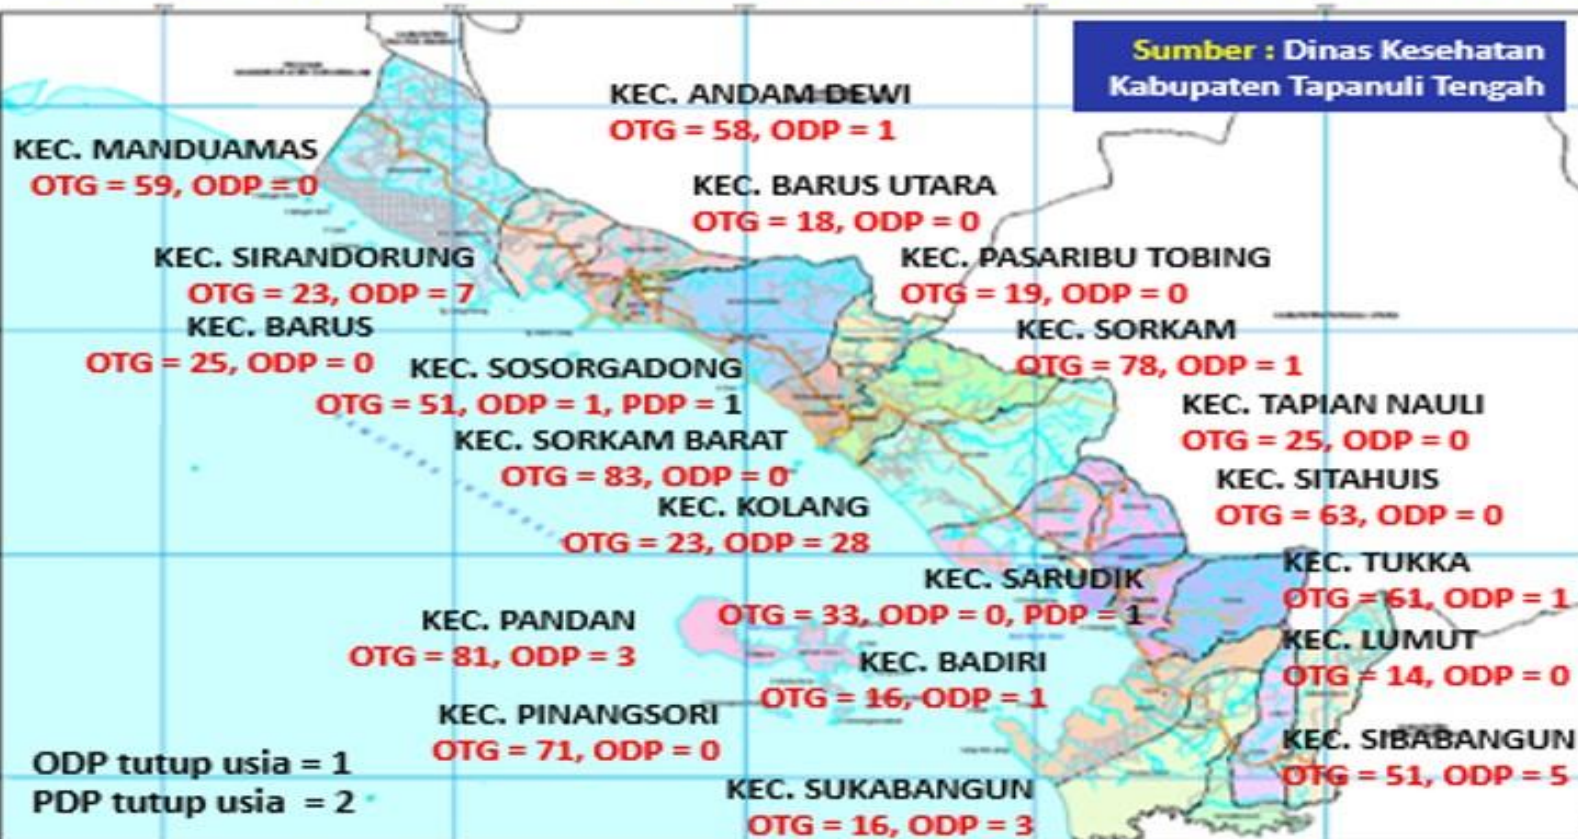 Sumber : Dinas Kesehatan
Kabupaten Tapanuli Tengah
KEC. ANDAM DEWI
OTG = 58, ODP = 1
KEC. MANDUAMAS
OTG = 59, ODP = 0
KEC. BARUS UTARA
OTG = 18, ODP = 0
KEC. SIRANDORUNG
OTG = 23, ODP = 7
KEC. PASARIBU TOBING
OTG = 19, ODP = 0
KEC. BARUS
OTG = 25, ODP = 0
KEC. SORKAM
OTG = 78, ODP = 1
KEC. SOSORGADONG
OTG = 51, ODP = 1, PDP = 1
KEC. TAPIAN NAULI
OTG = 25, ODP = 0
KEC. SORKAM BARAT
OTG = 83, ODP = 0
KEC. SITAHUIS
OTG = 63, ODP = 0
KEC. KOLANG
OTG = 23, ODP = 28
KEC. TUKKA
OTG = 61, ODP = 1
KEC. SARUDIK
OTG = 33, ODP = 0, PDP = 1
KEC. PANDAN
OTG = 81, ODP = 3
KEC. LUMUT
OTG = 14, ODP = 0
KEC. BADIRI
OTG = 16, ODP = 1
KEC. PINANGSORI
OTG = 71, ODP = 0
KEC. SIBABANGUN
OTG = 51, ODP = 5
ODP tutup usia = 1
PDP tutup usia = 2
KEC. SUKABANGUN
OTG = 16, ODP = 3